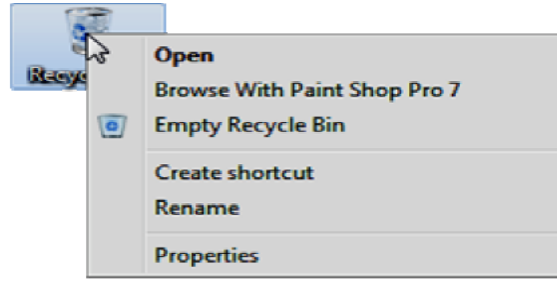 Open
Browse With Paint Shop Pro 7
Empty Recycle Bin
Create shortcut
Rename
Properties